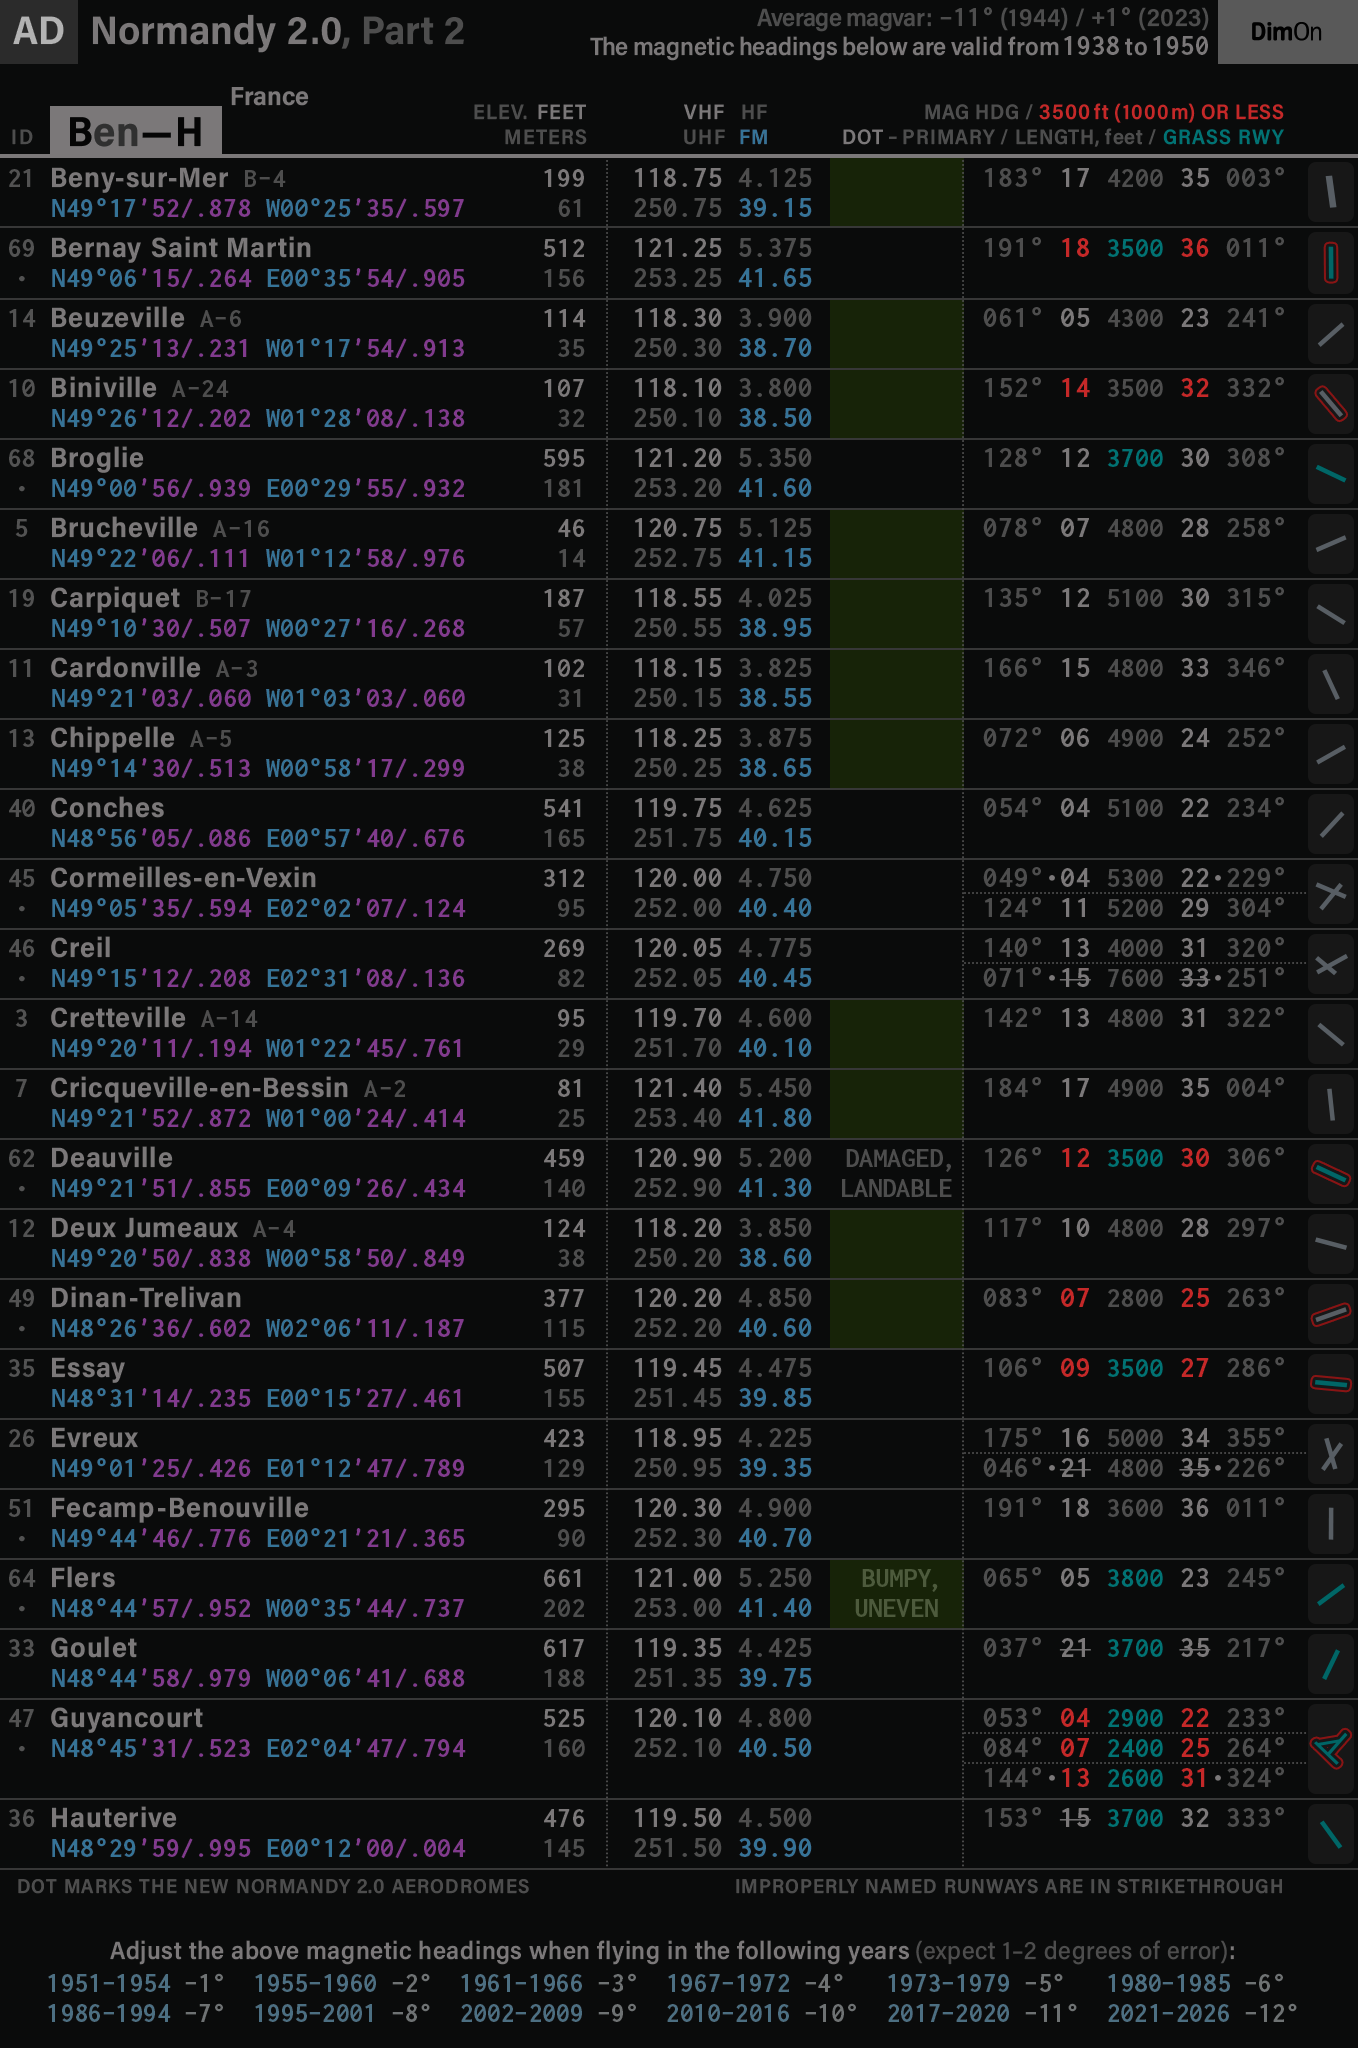 AD Normandy 2.0, Part 2
Average magvar: −11° (1944) / +1° (2023)
The magnetic headings below are valid from 1938 to 1950
DimOn
France
ID Ben—H
ELEV. FEET
METERS
VHF HF
UHF FM
MAG HDG / 3500 ft (1000 m) OR LESS
DOT – PRIMARY / LENGTH, feet / GRASS RWY
21 Beny-sur-Mer B-4 199 118.75 4.125 183° 17 4200 35 003°
N49°17'52/.878 W00°25'35/.597 61 250.75 39.15
69 Bernay Saint Martin 512 121.25 5.375 191° 18 3500 36 011°
• N49°06'15/.264 E00°35'54/.905 156 253.25 41.65
14 Beuzeville A-6 114 118.30 3.900 061° 05 4300 23 241°
N49°25'13/.231 W01°17'54/.913 35 250.30 38.70
10 Biniville A-24 107 118.10 3.800 152° 14 3500 32 332°
N49°26'12/.202 W01°28'08/.138 32 250.10 38.50
68 Broglie 595 121.20 5.350 128° 12 3700 30 308°
• N49°00'56/.939 E00°29'55/.932 181 253.20 41.60
5 Brucheville A-16 46 120.75 5.125 078° 07 4800 28 258°
N49°22'06/.111 W01°12'58/.976 14 252.75 41.15
19 Carpiquet B-17 187 118.55 4.025 135° 12 5100 30 315°
N49°10'30/.507 W00°27'16/.268 57 250.55 38.95
11 Cardonville A-3 102 118.15 3.825 166° 15 4800 33 346°
N49°21'03/.060 W01°03'03/.060 31 250.15 38.55
13 Chippelle A-5 125 118.25 3.875 072° 06 4900 24 252°
N49°14'30/.513 W00°58'17/.299 38 250.25 38.65
40 Conches 541 119.75 4.625 054° 04 5100 22 234°
N48°56'05/.086 E00°57'40/.676 165 251.75 40.15
45 Cormeilles-en-Vexin 312 120.00 4.750 049°•04 5300 22•229°
• N49°05'35/.594 E02°02'07/.124 95 252.00 40.40 124° 11 5200 29 304°
46 Creil 269 120.05 4.775 140° 13 4000 31 320°
• N49°15'12/.208 E02°31'08/.136 82 252.05 40.45 071°•15 7600 33•251°
3 Cretteville A-14 95 119.70 4.600 142° 13 4800 31 322°
N49°20'11/.194 W01°22'45/.761 29 251.70 40.10
7 Cricqueville-en-Bessin A-2 81 121.40 5.450 184° 17 4900 35 004°
N49°21'52/.872 W01°00'24/.414 25 253.40 41.80
62 Deauville 459 120.90 5.200 DAMAGED, 126° 12 3500 30 306°
• N49°21'51/.855 E00°09'26/.434 140 252.90 41.30 LANDABLE
12 Deux Jumeaux A-4 124 118.20 3.850 117° 10 4800 28 297°
N49°20'50/.838 W00°58'50/.849 38 250.20 38.60
49 Dinan-Trelivan 377 120.20 4.850 083° 07 2800 25 263°
• N48°26'36/.602 W02°06'11/.187 115 252.20 40.60
35 Essay 507 119.45 4.475 106° 09 3500 27 286°
N48°31'14/.235 E00°15'27/.461 155 251.45 39.85
26 Evreux 423 118.95 4.225 175° 16 5000 34 355°
N49°01'25/.426 E01°12'47/.789 129 250.95 39.35 046°•21 4800 35•226°
51 Fecamp-Benouville 295 120.30 4.900 191° 18 3600 36 011°
• N49°44'46/.776 E00°21'21/.365 90 252.30 40.70
64 Flers 661 121.00 5.250 BUMPY, 065° 05 3800 23 245°
• N48°44'57/.952 W00°35'44/.737 202 253.00 41.40 UNEVEN
33 Goulet 617 119.35 4.425 037° 21 3700 35 217°
N48°44'58/.979 W00°06'41/.688 188 251.35 39.75
47 Guyancourt 525 120.10 4.800 053° 04 2900 22 233°
• N48°45'31/.523 E02°04'47/.794 160 252.10 40.50 084° 07 2400 25 264°
144°•13 2600 31•324°
36 Hauterive 476 119.50 4.500 153° 15 3700 32 333°
N48°29'59/.995 E00°12'00/.004 145 251.50 39.90
DOT MARKS THE NEW NORMANDY 2.0 AERODROMES IMPROPERLY NAMED RUNWAYS ARE IN STRIKETHROUGH
Adjust the above magnetic headings when flying in the following years (expect 1–2 degrees of error):
1951–1954 −1° 1955–1960 −2° 1961–1966 −3° 1967–1972 −4° 1973–1979 −5° 1980–1985 −6°
1986–1994 −7° 1995–2001 −8° 2002–2009 −9° 2010–2016 −10° 2017–2020 −11° 2021–2026 −12°